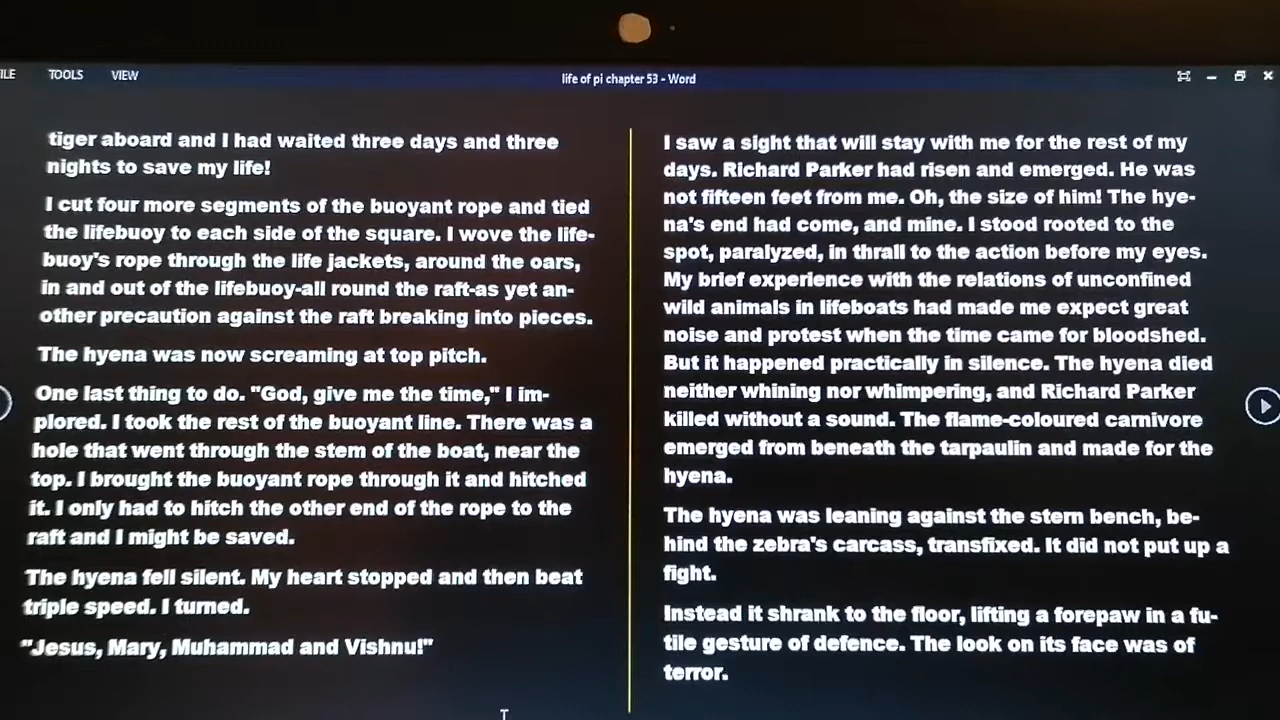 ILE TOOLS VIEW
life of pi chapter 53 - Word
tiger aboard and I had waited three days and three
nights to save my life!
I cut four more segments of the buoyant rope and tied
the lifebuoy to each side of the square. I wove the life-
buoy's rope through the life jackets, around the oars,
in and out of the lifebuoy-all round the raft-as yet an-
other precaution against the raft breaking into pieces.
The hyena was now screaming at top pitch.
One last thing to do. "God, give me the time," I im-
plored. I took the rest of the buoyant line. There was a
hole that went through the stem of the boat, near the
top. I brought the buoyant rope through it and hitched
it. I only had to hitch the other end of the rope to the
raft and I might be saved.
The hyena fell silent. My heart stopped and then beat
triple speed. I turned.
"Jesus, Mary, Muhammad and Vishnu!"
I saw a sight that will stay with me for the rest of my
days. Richard Parker had risen and emerged. He was
not fifteen feet from me. Oh, the size of him! The hye-
na's end had come, and mine. I stood rooted to the
spot, paralyzed, in thrall to the action before my eyes.
My brief experience with the relations of unconfined
wild animals in lifeboats had made me expect great
noise and protest when the time came for bloodshed.
But it happened practically in silence. The hyena died
neither whining nor whimpering, and Richard Parker
killed without a sound. The flame-coloured carnivore
emerged from beneath the tarpaulin and made for the
hyena.
The hyena was leaning against the stern bench, be-
hind the zebra's carcass, transfixed. It did not put up a
fight.
Instead it shrank to the floor, lifting a forepaw in a fu-
tile gesture of defence. The look on its face was of
terror.